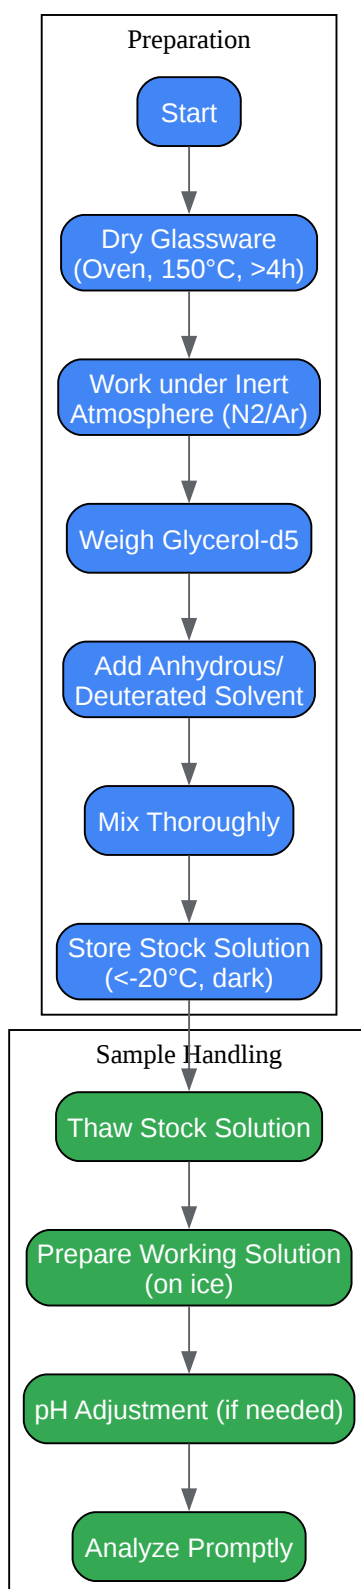 Preparation
Start
Dry Glassware
(Oven, 150°C, >4h)
Work under Inert
Atmosphere (N2/Ar)
Weigh Glycerol-d5
Add Anhydrous/
Deuterated Solvent
Mix Thoroughly
Store Stock Solution
(<-20°C, dark)
Sample Handling
Thaw Stock Solution
Prepare Working Solution
(on ice)
pH Adjustment (if needed)
Analyze Promptly